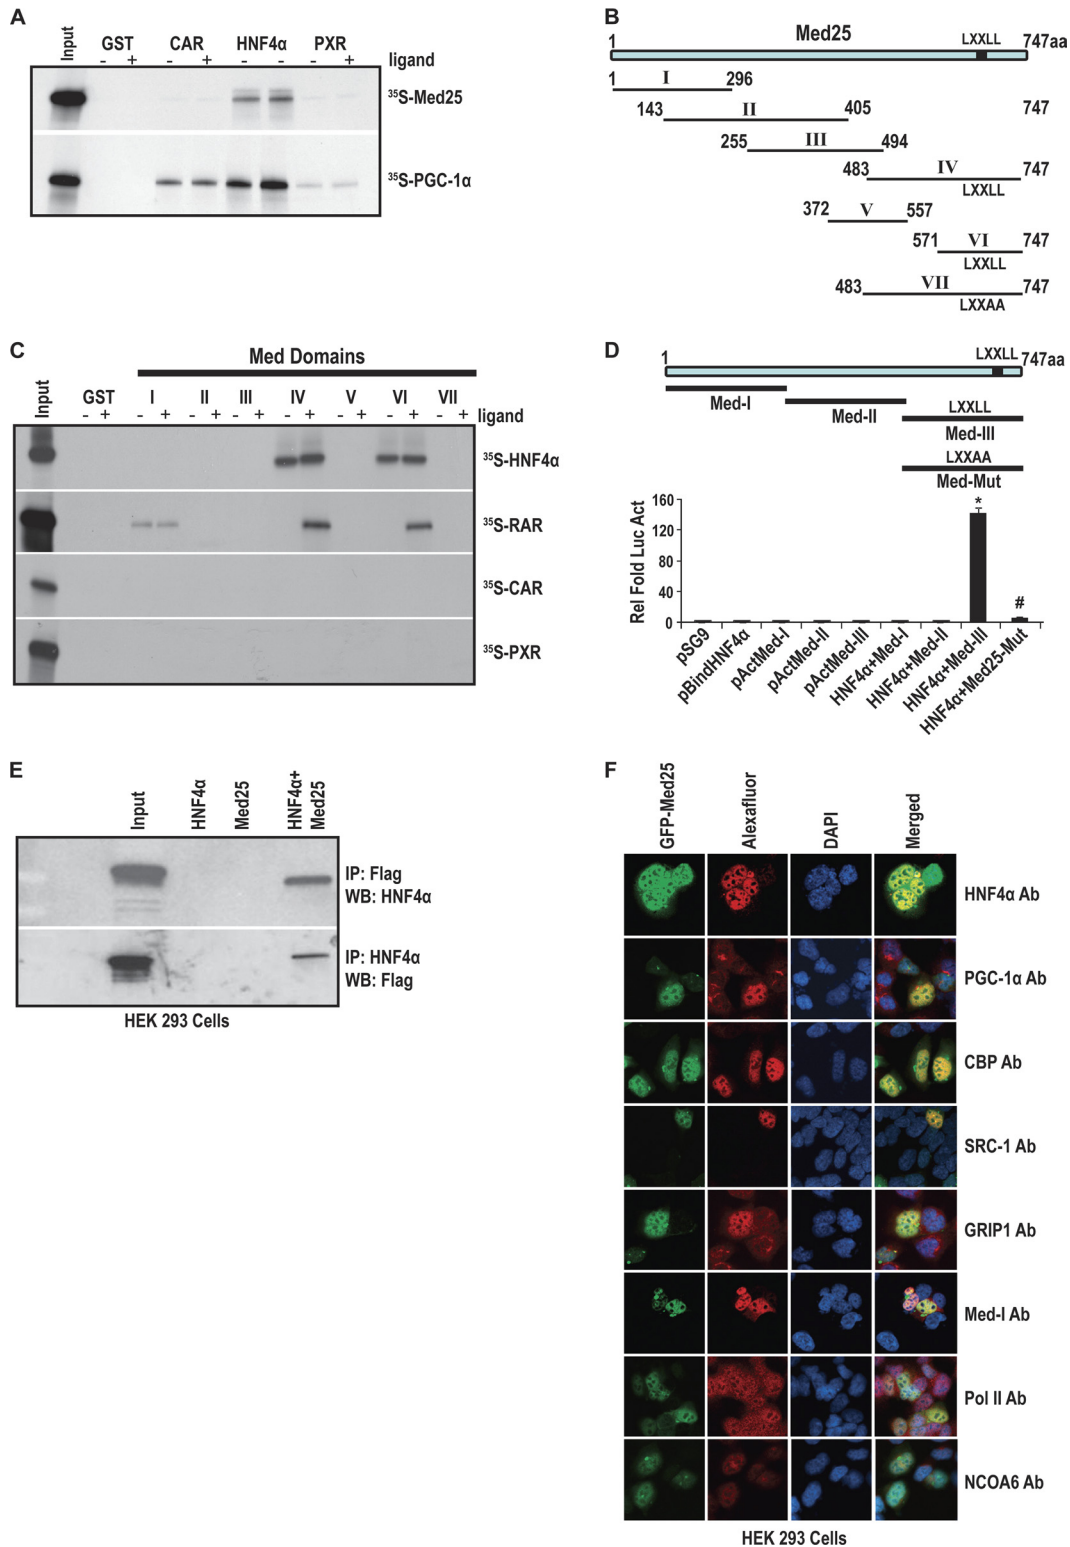 A
Input
GST
CAR
HNF4α
PXR
- + - + - - - + ligand
³⁵S-Med25
³⁵S-PGC-1α
B
1 Med25 LXXLL 747aa
1 I 296
143 II 405 747
255 III 494
483 IV 747
LXXLL
372 V 557
571 VI 747
LXXLL
483 VII 747
LXXAA
C
Med Domains
Input
GST I II III IV V VI VII
- + - + - + - + - + - + - + - + ligand
³⁵S-HNF4α
³⁵S-RAR
³⁵S-CAR
³⁵S-PXR
D
1 LXXLL 747aa
Med-I
Med-II
LXXLL
Med-III
LXXAA
Med-Mut
Rel Fold Luc Act
160
120
80
40
0
*
#
pSG9
pBindHNF4α
pActMed-I
pActMed-II
pActMed-III
HNF4α+Med-I
HNF4α+Med-II
HNF4α+Med-III
HNF4α+Med25-Mut
E
Input
HNF4α
Med25
HNF4α+
Med25
IP: Flag
WB: HNF4α
IP: HNF4α
WB: Flag
HEK 293 Cells
F
GFP-Med25
Alexafluor
DAPI
Merged
HNF4α Ab
PGC-1α Ab
CBP Ab
SRC-1 Ab
GRIP1 Ab
Med-I Ab
Pol II Ab
NCOA6 Ab
HEK 293 Cells